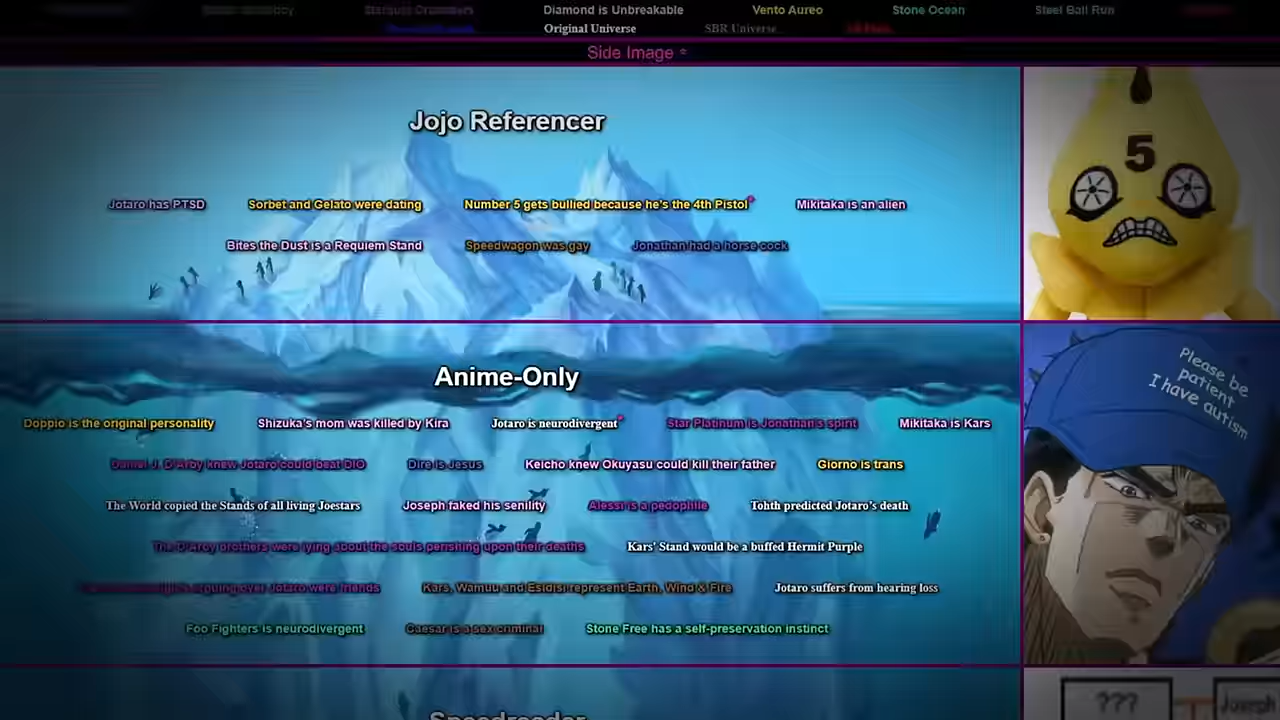 Diamond is Unbreakable Vento Aureo Stone Ocean Steel Ball Run
Original Universe SBR Universe
Side Image
Jojo Referencer
Jotaro has PTSD Sorbet and Gelato were dating Number 5 gets bullied because he's the 4th Pistol* Mikitaka is an alien
Bites the Dust is a Requiem Stand Speedwagon was gay Jonathan had a horse cock
5
Anime-Only
Doppio is the original personality Shizuka's mom was killed by Kira Jotaro is neurodivergent* Star Platinum is Jonathan's spirit Mikitaka is Kars
Daniel J. D'Arby knew Jotaro could beat DIO Dire is Jesus Keicho knew Okuyasu could kill their father Giorno is trans
The World copied the Stands of all living Joestars Joseph faked his senility Alessi is a pedophile Tohth predicted Jotaro's death
The D'Arby brothers were lying about the souls perishing upon their deaths Kars' Stand would be a buffed Hermit Purple
arguing over Jotaro were friends Kars, Wamuu and Esidisi represent Earth, Wind & Fire Jotaro suffers from hearing loss
Foo Fighters is neurodivergent Caesar is a sex criminal Stone Free has a self-preservation instinct
Please be
patient
I have autism
Speedreader
??? Joseph